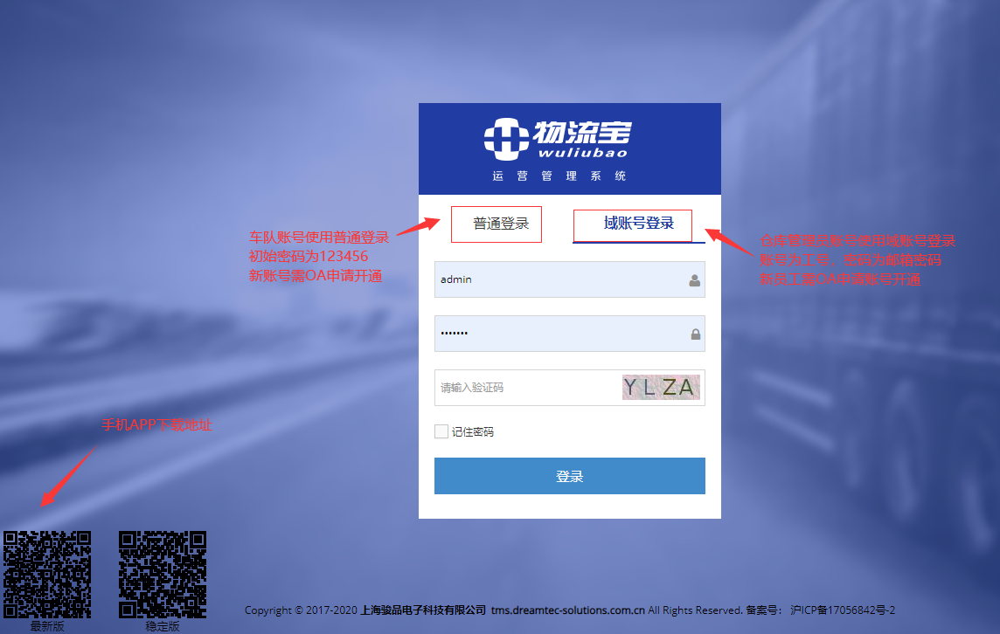 物流宝
wuliubao
运营管理系统
普通登录
域账号登录
车队账号使用普通登录
初始密码为123456
新账号需OA申请开通
仓库管理员账号使用域账号登录
账号为工号，密码为邮箱密码
新员工需OA申请账号开通
admin
•••••••
请输入验证码
YLZA
记住密码
登录
手机APP下载地址
最新版
稳定版
Copyright © 2017-2020 上海骏品电子科技有限公司 tms.dreamtec-solutions.com.cn All Rights Reserved. 备案号： 沪ICP备17056842号-2